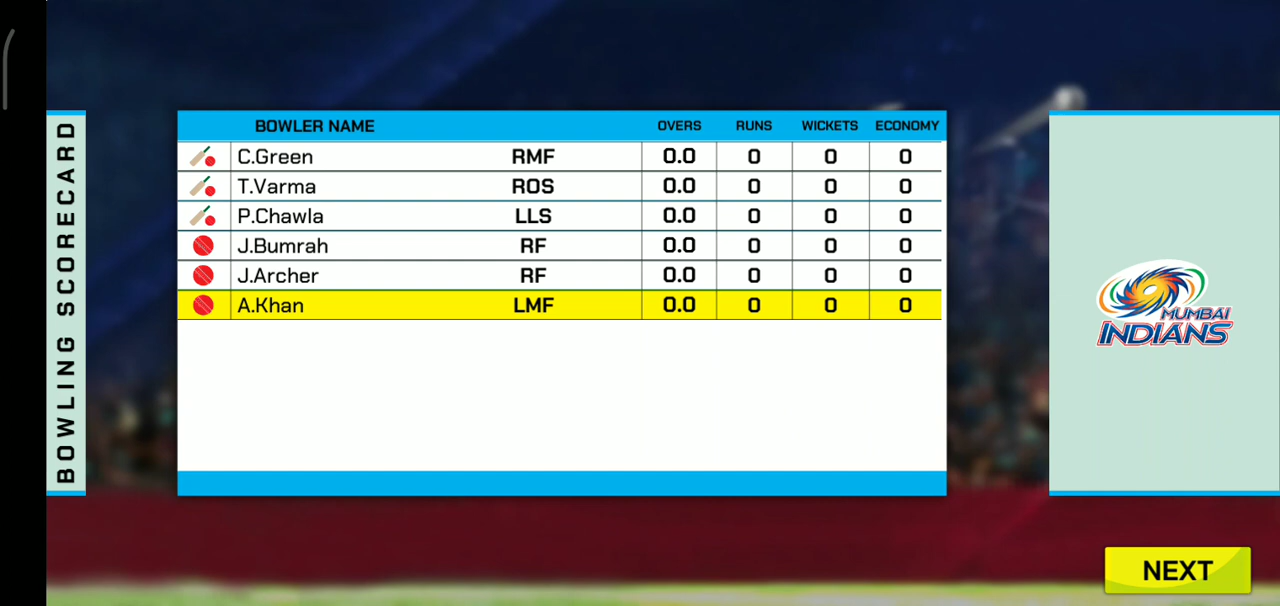 BOWLING SCORECARD
BOWLER NAME OVERS RUNS WICKETS ECONOMY
C.Green RMF 0.0 0 0 0
T.Varma ROS 0.0 0 0 0
P.Chawla LLS 0.0 0 0 0
J.Bumrah RF 0.0 0 0 0
J.Archer RF 0.0 0 0 0
A.Khan LMF 0.0 0 0 0
MUMBAI
INDIANS
NEXT